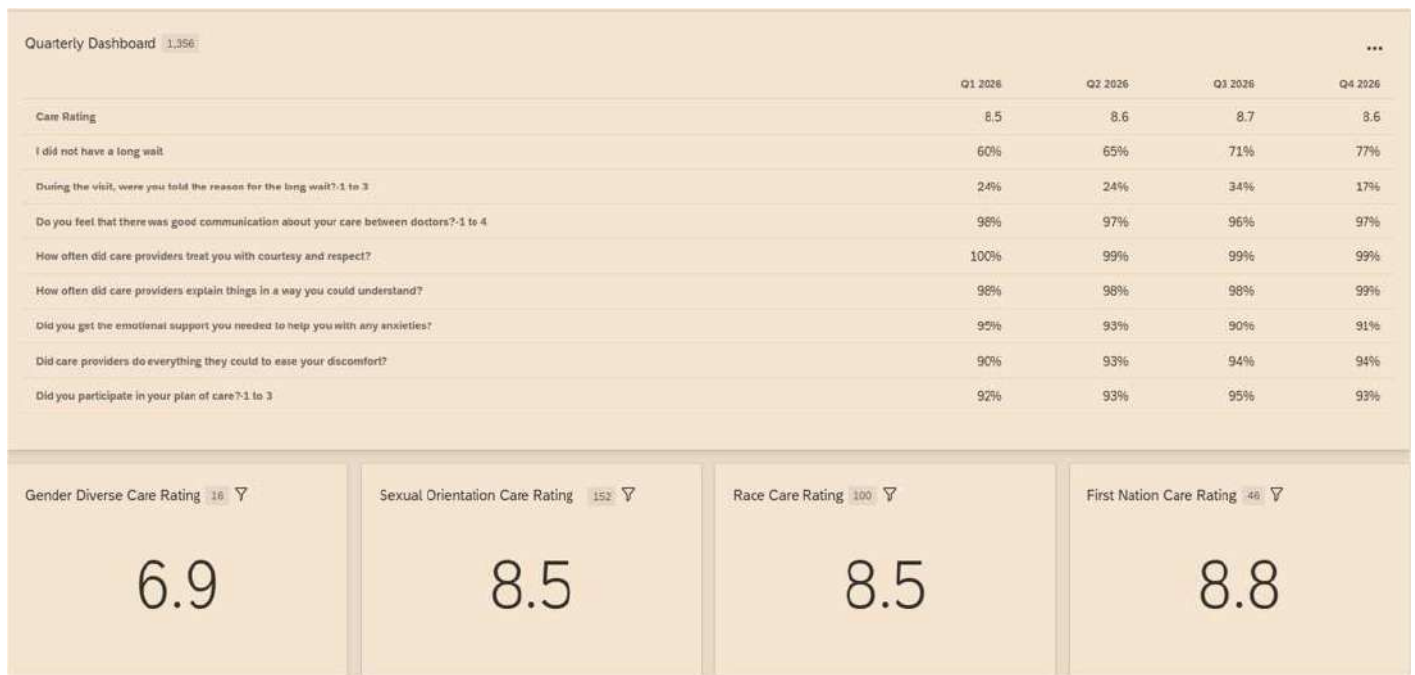 Quarterly Dashboard 1,356
•••
Q1 2026 Q2 2026 Q3 2026 Q4 2026
Care Rating 8.5 8.6 8.7 8.6
I did not have a long wait 60% 65% 71% 77%
During the visit, were you told the reason for the long wait?-1 to 3 24% 24% 34% 17%
Do you feel that there was good communication about your care between doctors?-1 to 4 98% 97% 96% 97%
How often did care providers treat you with courtesy and respect? 100% 99% 99% 99%
How often did care providers explain things in a way you could understand? 98% 98% 98% 99%
Did you get the emotional support you needed to help you with any anxieties? 95% 93% 90% 91%
Did care providers do everything they could to ease your discomfort? 90% 93% 94% 94%
Did you participate in your plan of care?-1 to 3 92% 93% 95% 93%
Gender Diverse Care Rating 16 Sexual Orientation Care Rating 152 Race Care Rating 100 First Nation Care Rating 46
6.9 8.5 8.5 8.8